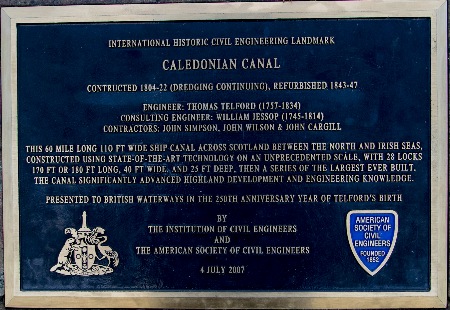 INTERNATIONAL HISTORIC CIVIL ENGINEERING LANDMARK
CALEDONIAN CANAL
CONTRUCTED 1804-22 (DREDGING CONTINUING), REFURBISHED 1843-47
ENGINEER: THOMAS TELFORD (1757-1834)
CONSULTING ENGINEER: WILLIAM JESSOP (1745-1814)
CONTRACTORS: JOHN SIMPSON, JOHN WILSON & JOHN CARGILL
THIS 60 MILE LONG 110 FT WIDE SHIP CANAL ACROSS SCOTLAND BETWEEN THE NORTH AND IRISH SEAS,
CONSTRUCTED USING STATE-OF-THE-ART TECHNOLOGY ON AN UNPRECEDENTED SCALE, WITH 28 LOCKS
170 FT OR 180 FT LONG, 40 FT WIDE, AND 25 FT DEEP, THEN A SERIES OF THE LARGEST EVER BUILT.
THE CANAL SIGNIFICANTLY ADVANCED HIGHLAND DEVELOPMENT AND ENGINEERING KNOWLEDGE.
PRESENTED TO BRITISH WATERWAYS IN THE 250TH ANNIVERSARY YEAR OF TELFORD'S BIRTH
BY
THE INSTITUTION OF CIVIL ENGINEERS
AND
THE AMERICAN SOCIETY OF CIVIL ENGINEERS
4 JULY 2007
AMERICAN
SOCIETY OF
CIVIL
ENGINEERS
FOUNDED
1852